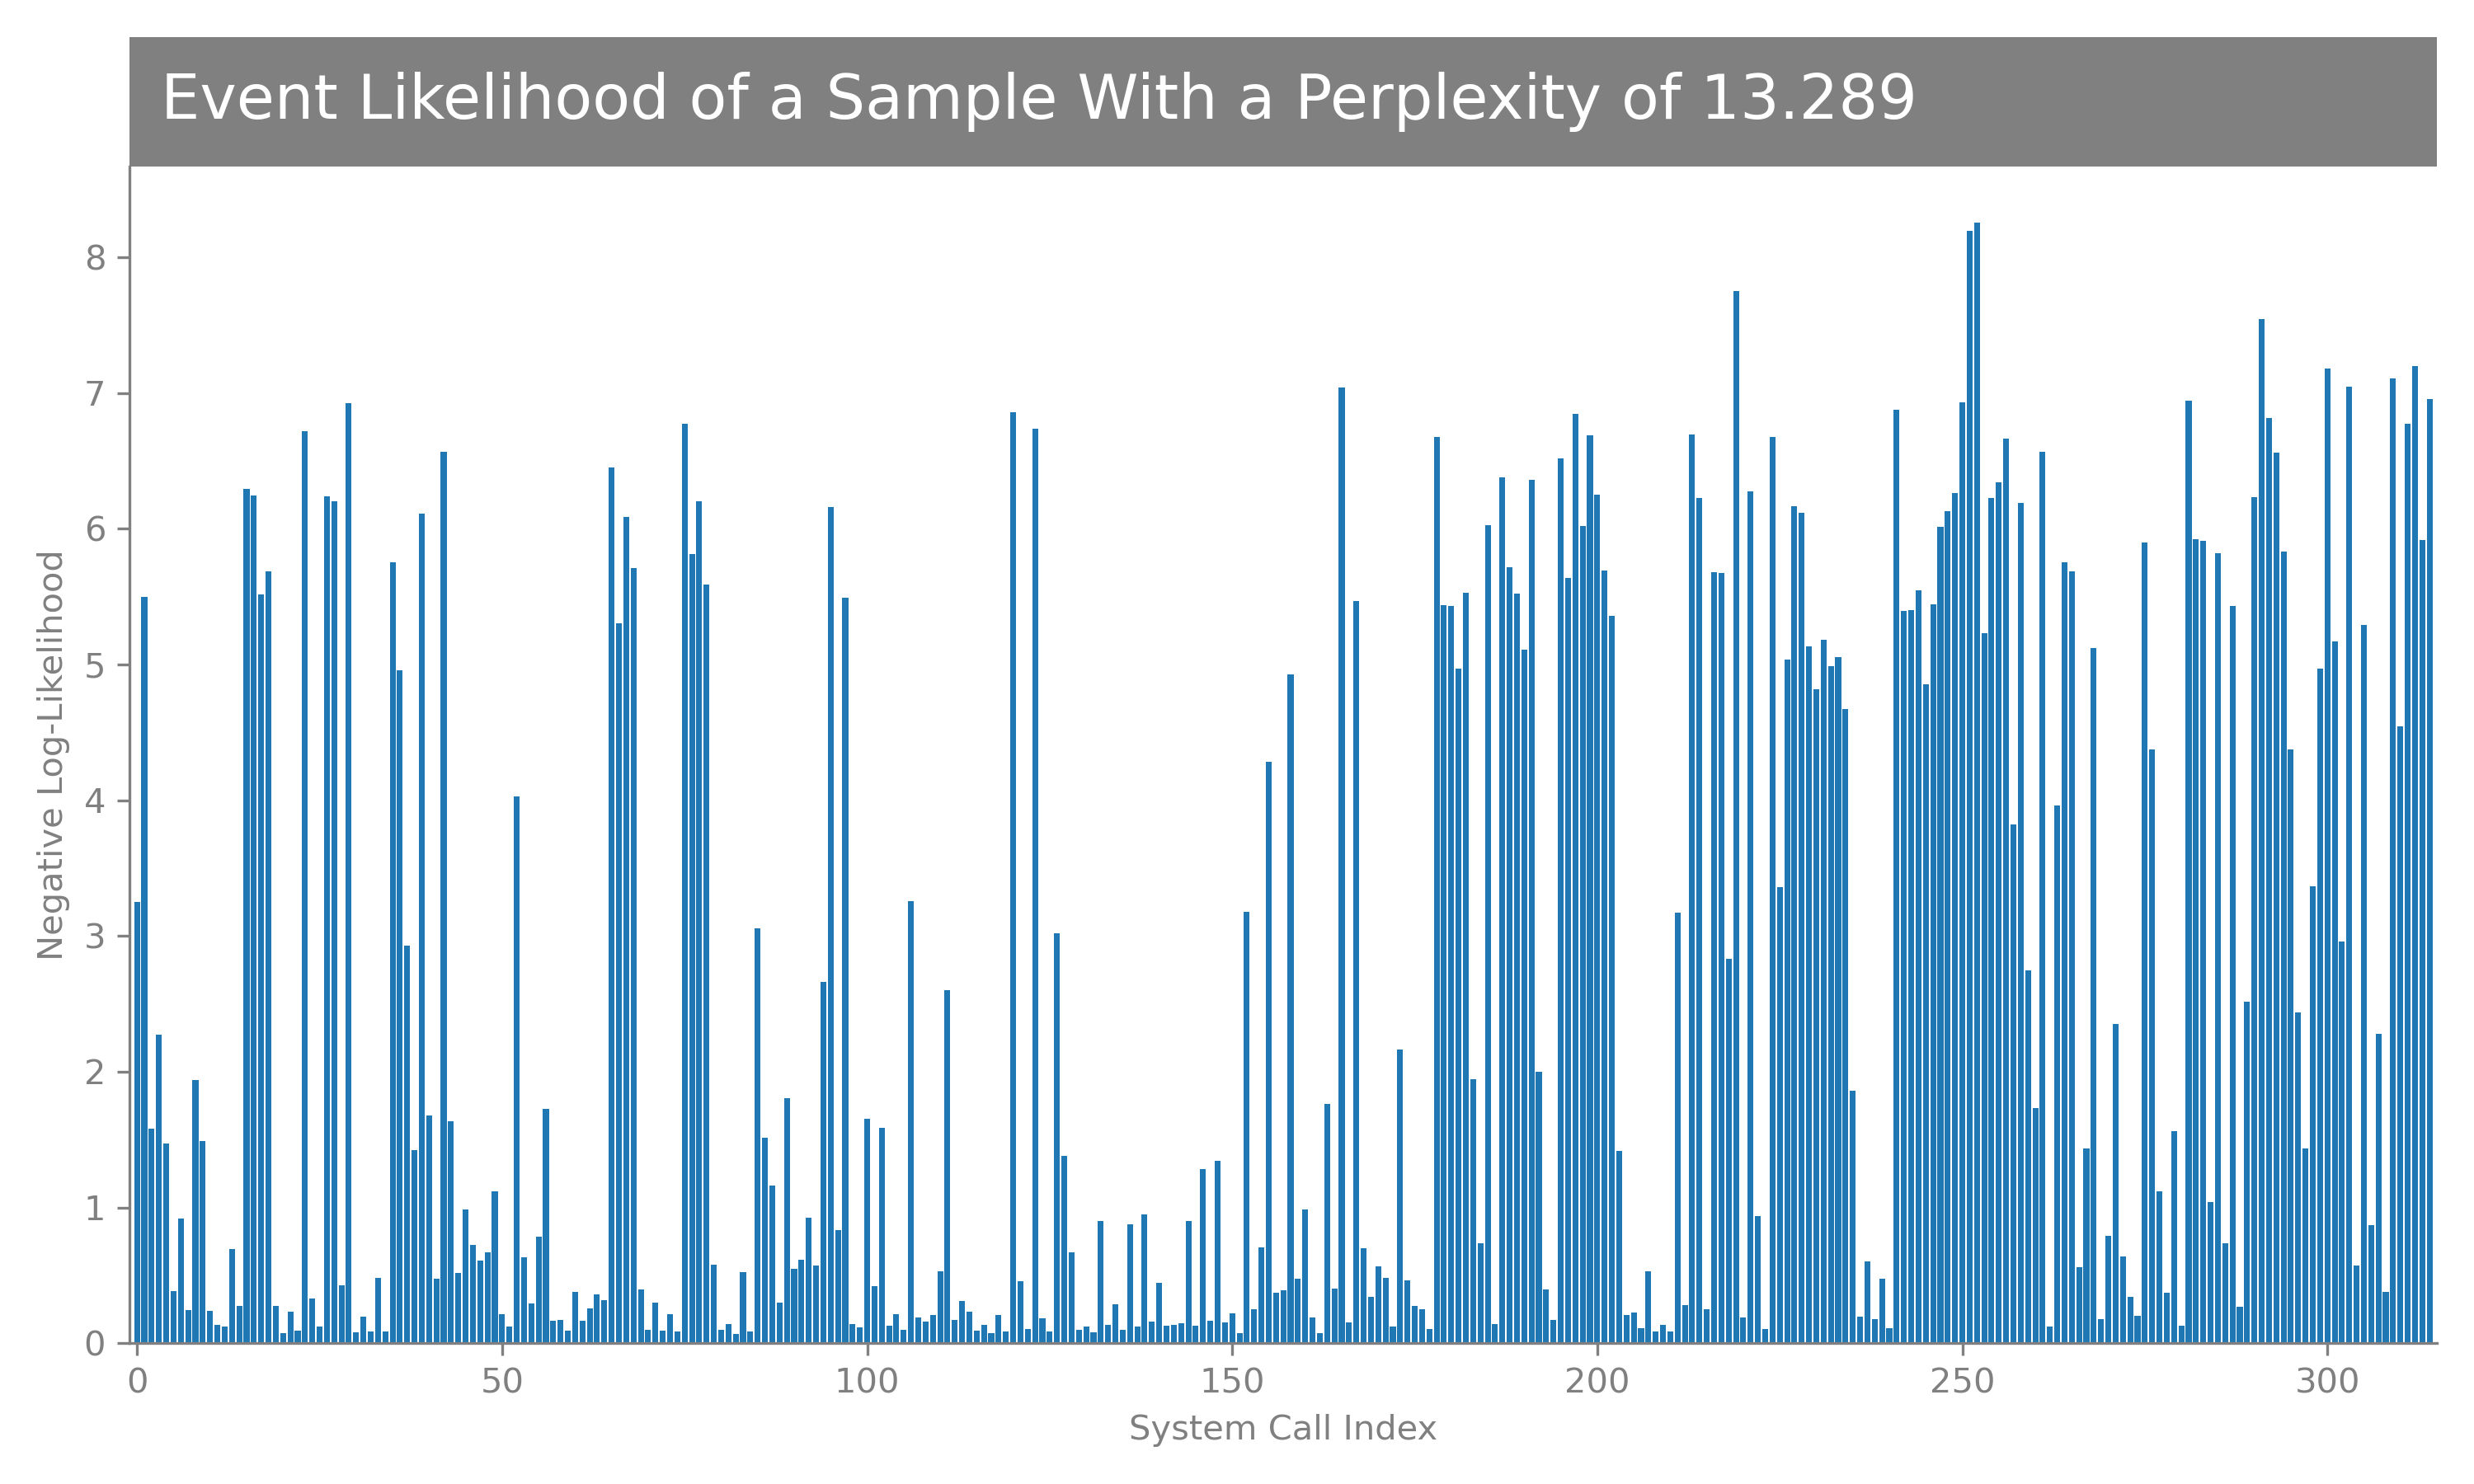 Event Likelihood of a Sample With a Perplexity of 13.289
8
7
6
5
4
3
2
1
0
Negative Log-Likelihood
0 50 100 150 200 250 300
System Call Index